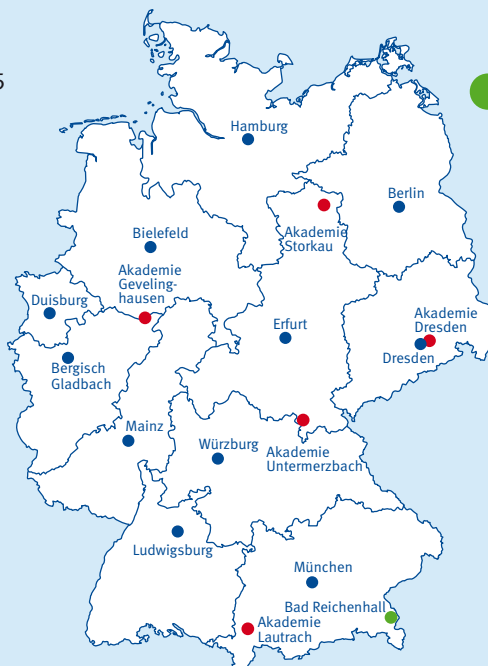 5
Hamburg
Berlin
Akademie
Storkau
Bielefeld
Akademie
Geveling-
hausen
Duisburg
Erfurt
Akademie
Dresden
Dresden
Bergisch
Gladbach
Mainz
Würzburg
Akademie
Untermerzbach
Ludwigsburg
München
Bad Reichenhall
Akademie
Lautrach